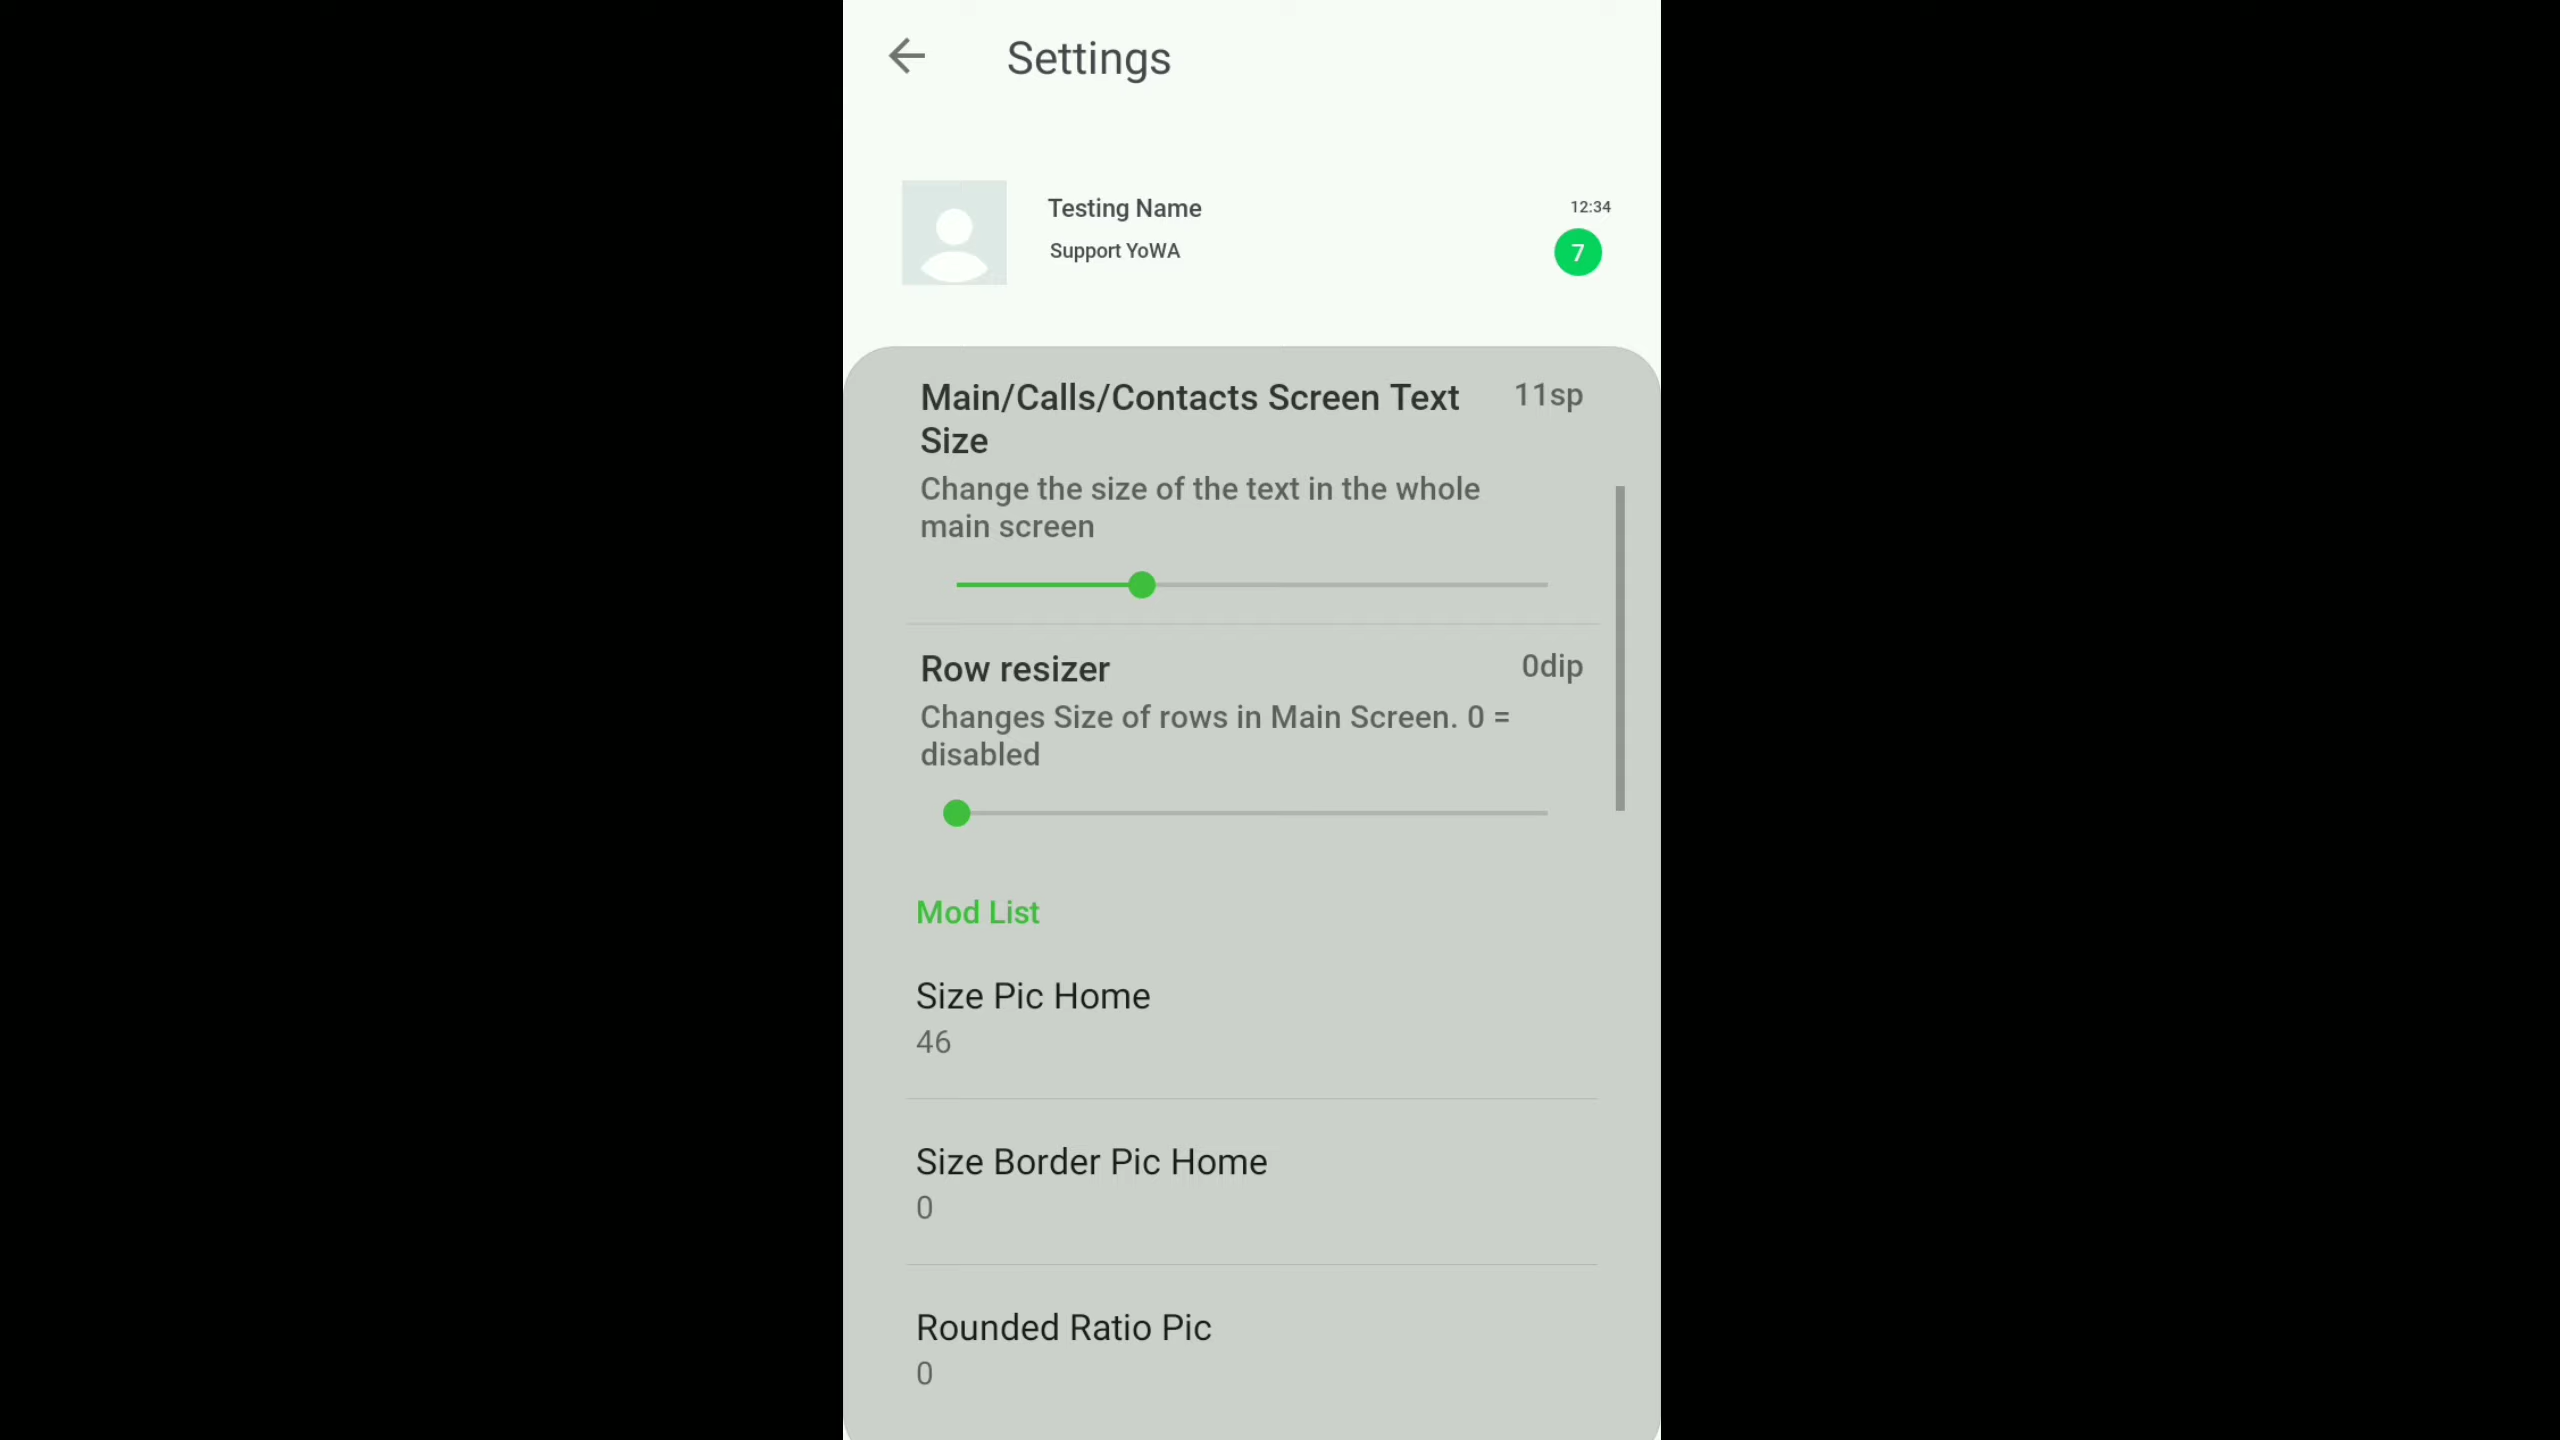 Settings
Testing Name
12:34
Support YoWA
7
Main/Calls/Contacts Screen Text
11sp
Size
Change the size of the text in the whole
main screen
Row resizer
0dip
Changes Size of rows in Main Screen. 0 =
disabled
Mod List
Size Pic Home
46
Size Border Pic Home
0
Rounded Ratio Pic
0